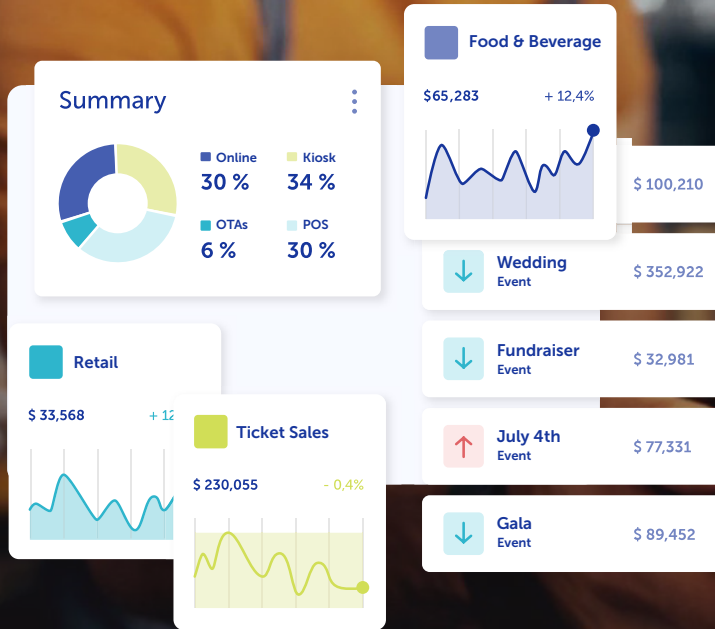 Summary
Online
30 %
Kiosk
34 %
OTAs
6 %
POS
30 %
Food & Beverage
$65,283
+ 12,4%
$ 100,210
Wedding
Event
$ 352,922
Fundraiser
Event
$ 32,981
July 4th
Event
$ 77,331
Gala
Event
$ 89,452
Retail
$ 33,568
+ 12
Ticket Sales
$ 230,055
- 0,4%